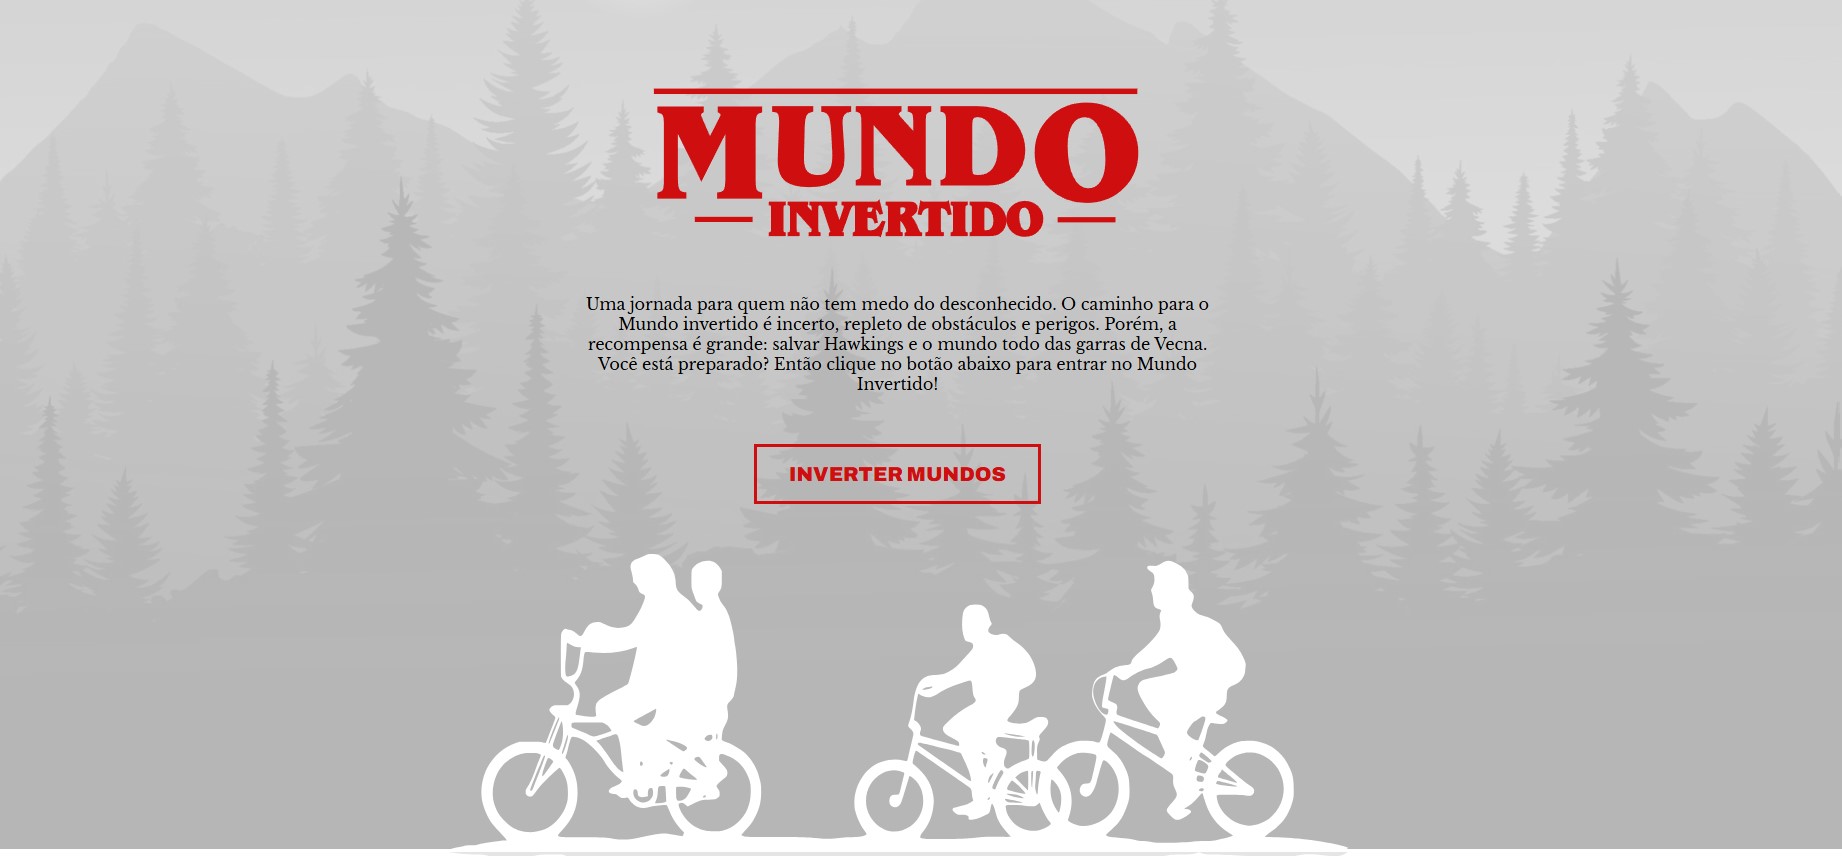 MUNDO
INVERTIDO
Uma jornada para quem não tem medo do desconhecido. O caminho para o
Mundo invertido é incerto, repleto de obstáculos e perigos. Porém, a
recompensa é grande: salvar Hawkings e o mundo todo das garras de Vecna.
Você está preparado? Então clique no botão abaixo para entrar no Mundo
Invertido!
INVERTER MUNDOS